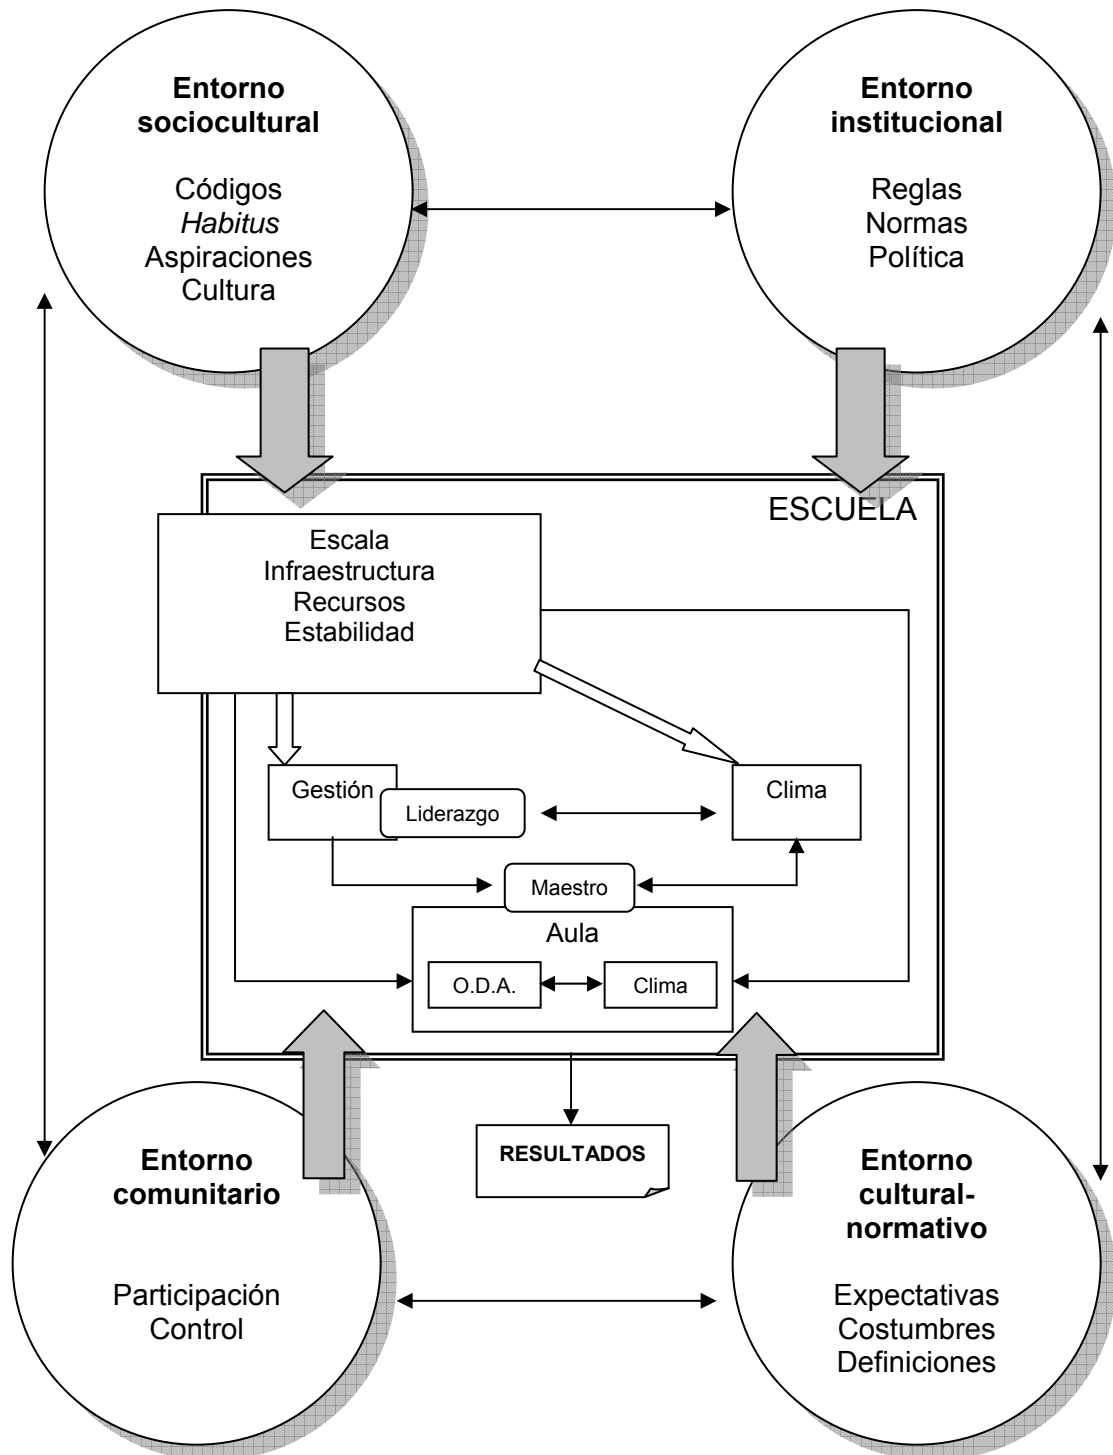 Entorno
sociocultural
Códigos
Habitus
Aspiraciones
Cultura
Entorno
institucional
Reglas
Normas
Política
ESCUELA
Escala
Infraestructura
Recursos
Estabilidad
Gestión
Liderazgo
Clima
Maestro
Aula
O.D.A.
Clima
RESULTADOS
Entorno
comunitario
Participación
Control
Entorno
cultural-
normativo
Expectativas
Costumbres
Definiciones